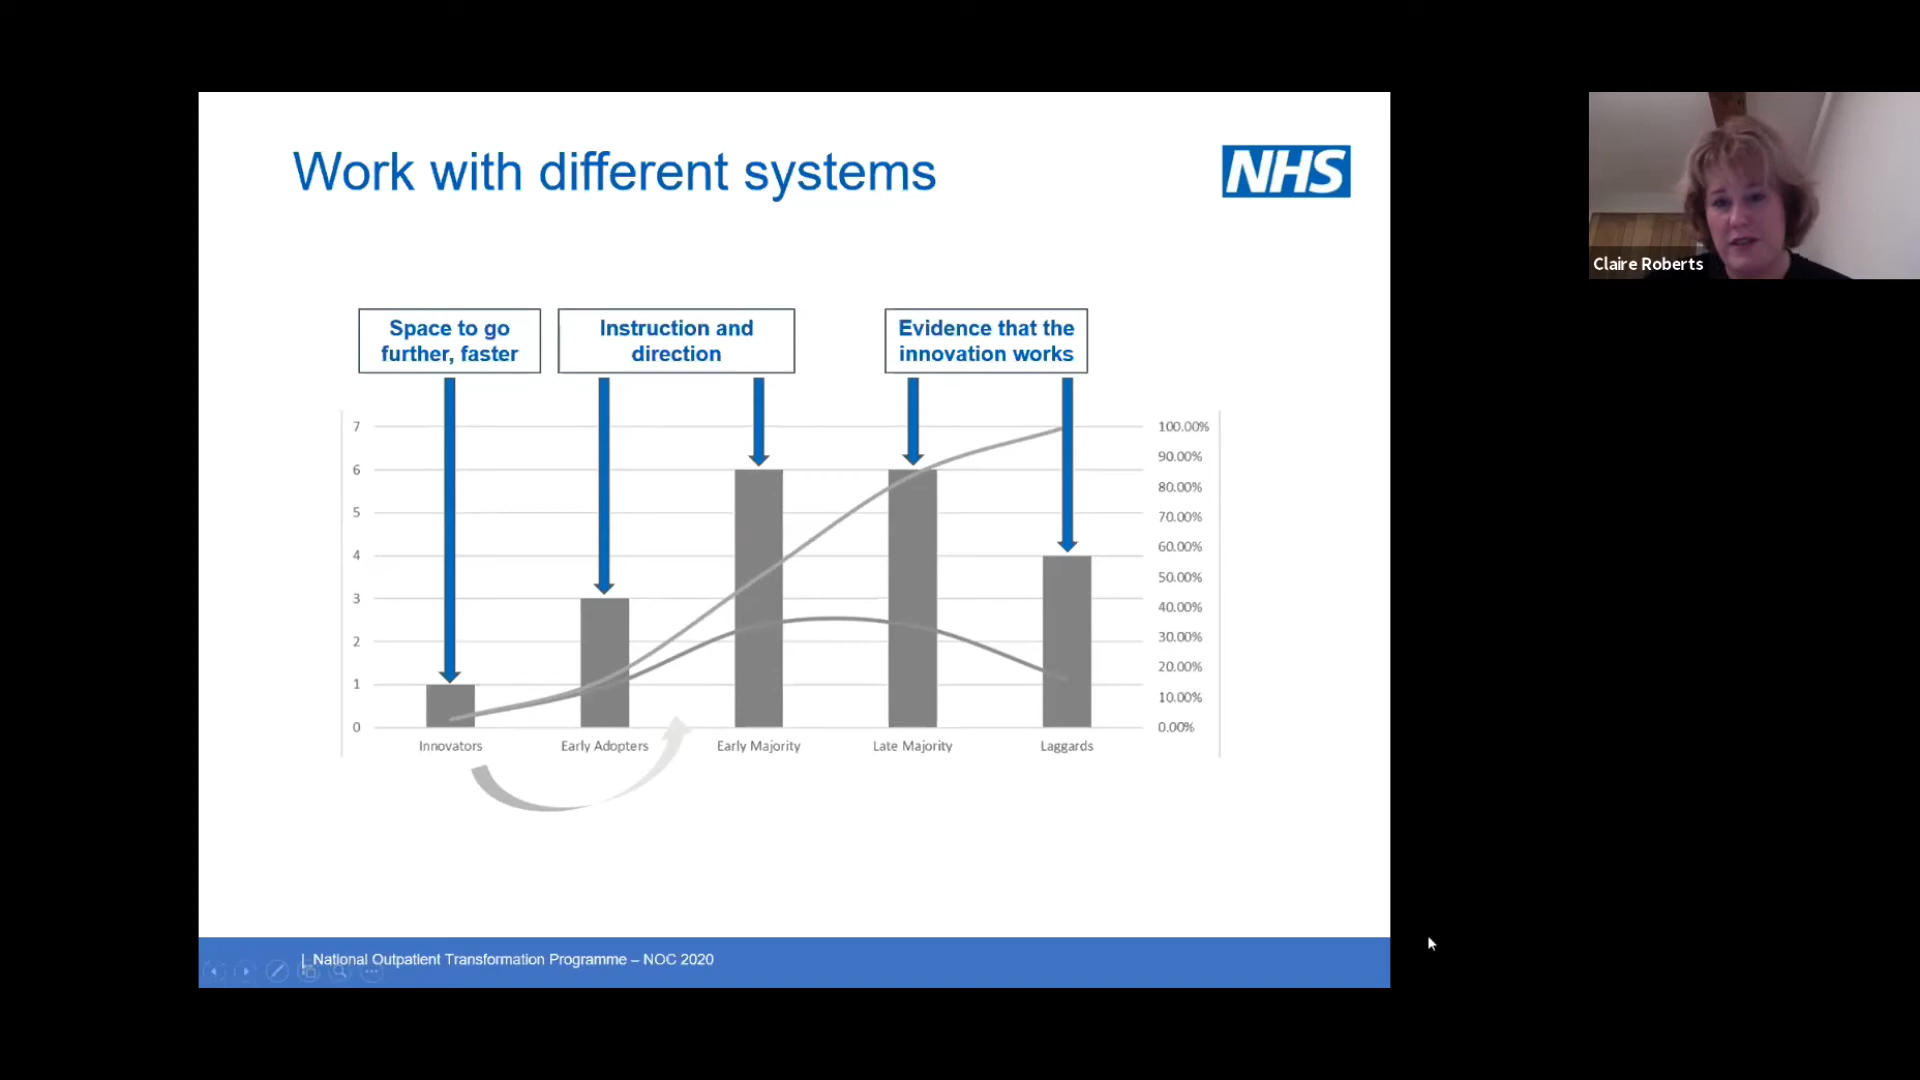 Work with different systems
NHS
Claire Roberts
Space to go
further, faster
Instruction and
direction
Evidence that the
innovation works
7
6
5
4
3
2
1
0
100.00%
90.00%
80.00%
70.00%
60.00%
50.00%
40.00%
30.00%
20.00%
10.00%
0.00%
Innovators
Early Adopters
Early Majority
Late Majority
Laggards
| National Outpatient Transformation Programme – NOC 2020